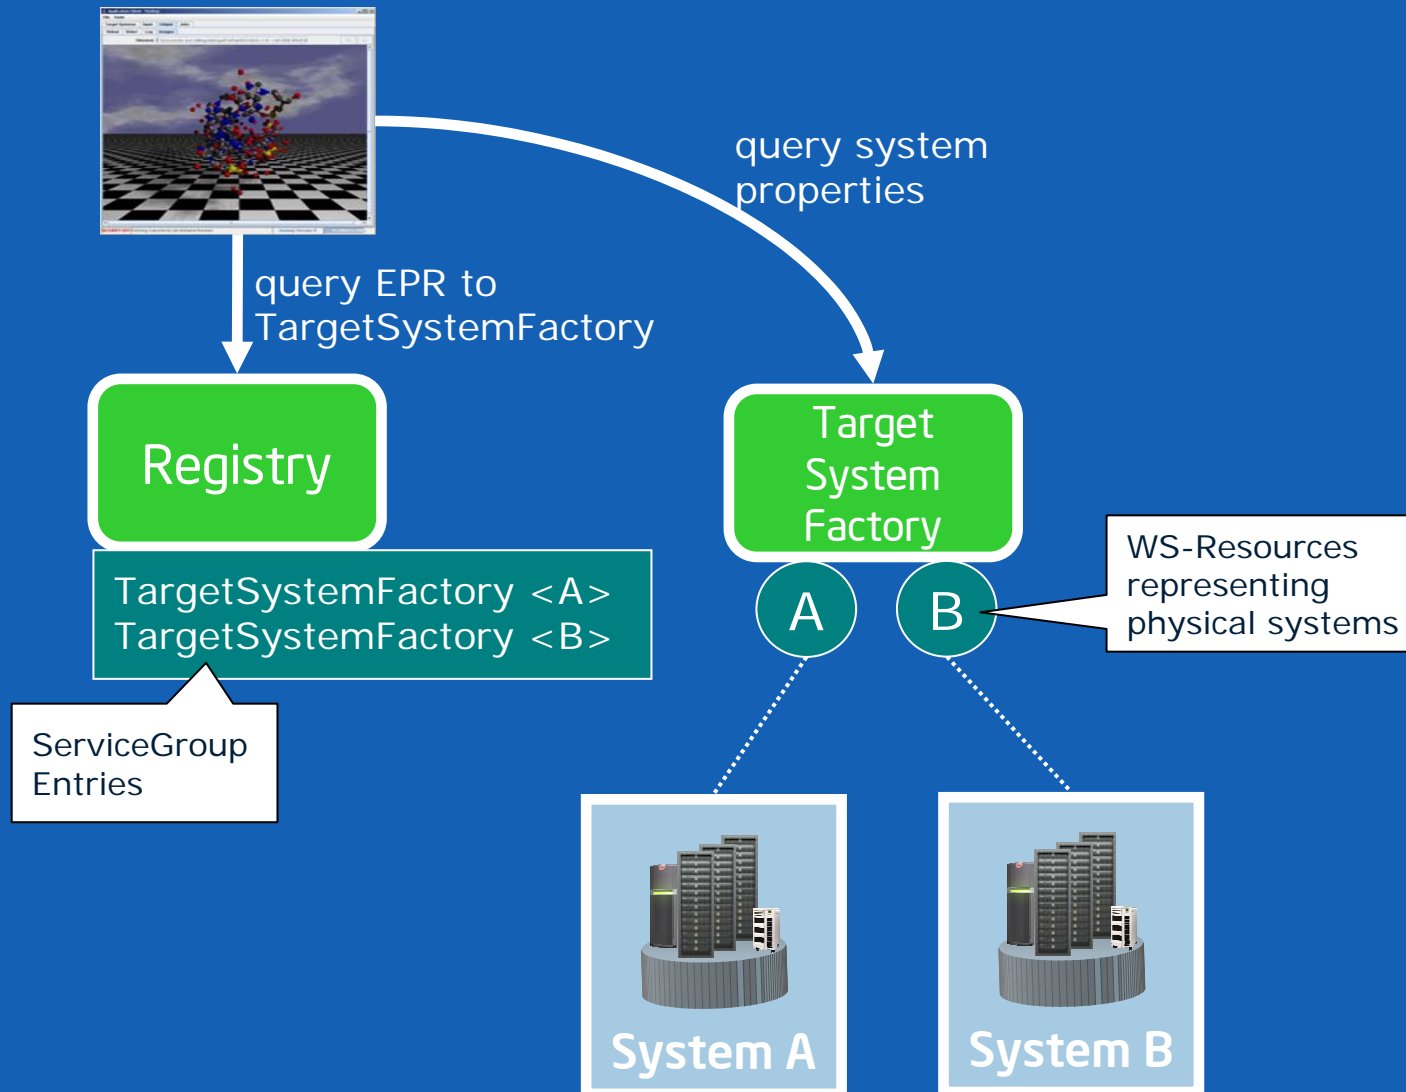 query system
properties
query EPR to
TargetSystemFactory
Registry
Target
System
Factory
TargetSystemFactory <A>
TargetSystemFactory <B>
A
B
WS-Resources
representing
physical systems
ServiceGroup
Entries
System A
System B